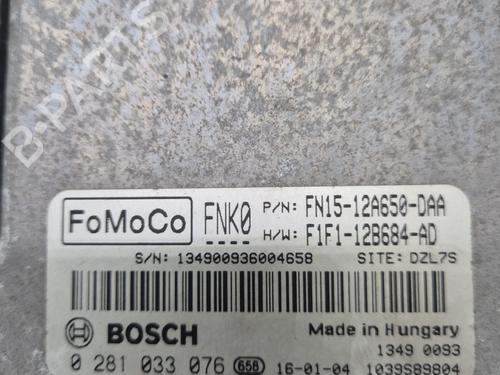 B-PARTS
FoMoCo FNK0 P/N: FN15-12A650-DAA
H/W: F1F1-12B684-AD
S/N: 134900936004658 SITE: DZL7S
BOSCH Made in Hungary
1349 0093
0 281 033 076 658 16-01-04 1039S89804